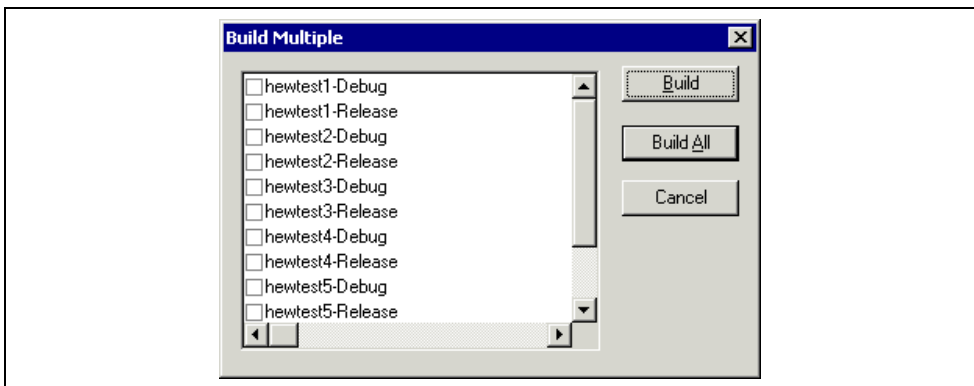 Build Multiple
hewtest1-Debug
hewtest1-Release
hewtest2-Debug
hewtest2-Release
hewtest3-Debug
hewtest3-Release
hewtest4-Debug
hewtest4-Release
hewtest5-Debug
hewtest5-Release
Build
Build All
Cancel